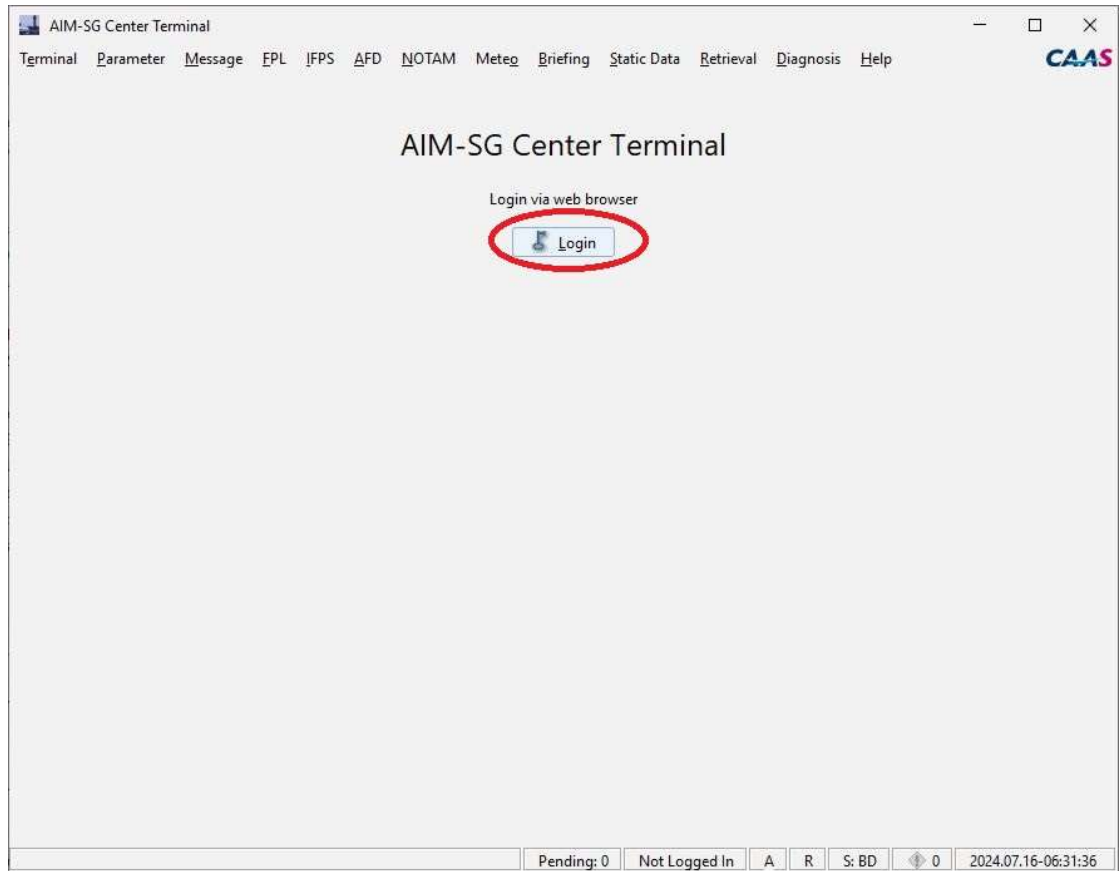 AIM-SG Center Terminal
Terminal Parameter Message FPL IFPS AFD NOTAM Meteo Briefing Static Data Retrieval Diagnosis Help CAAS
AIM-SG Center Terminal
Login via web browser
Login
Pending: 0 Not Logged In A R S: BD 0 2024.07.16-06:31:36